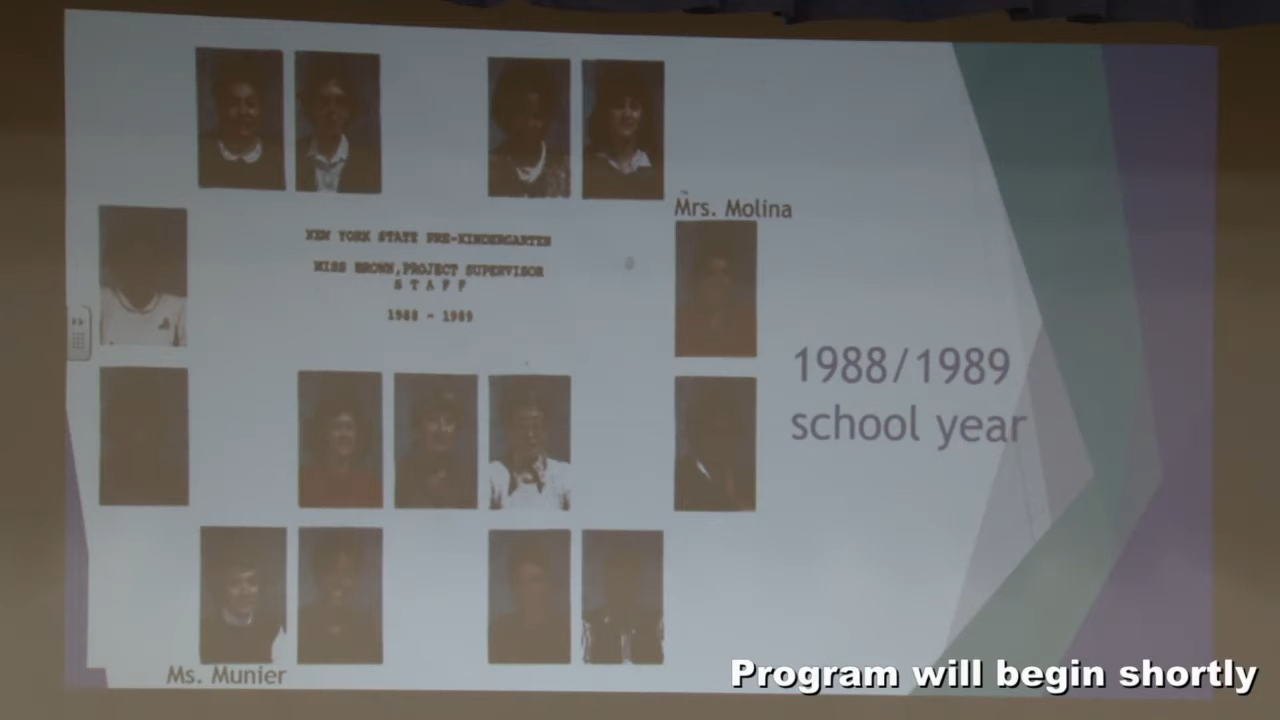 Mrs. Molina
NEW YORK STATE PRE-KINDERGARTEN
MISS BROWN, PROJECT SUPERVISOR
S T A F F
1988 - 1989
1988/1989
school year
Ms. Munier
Program will begin shortly